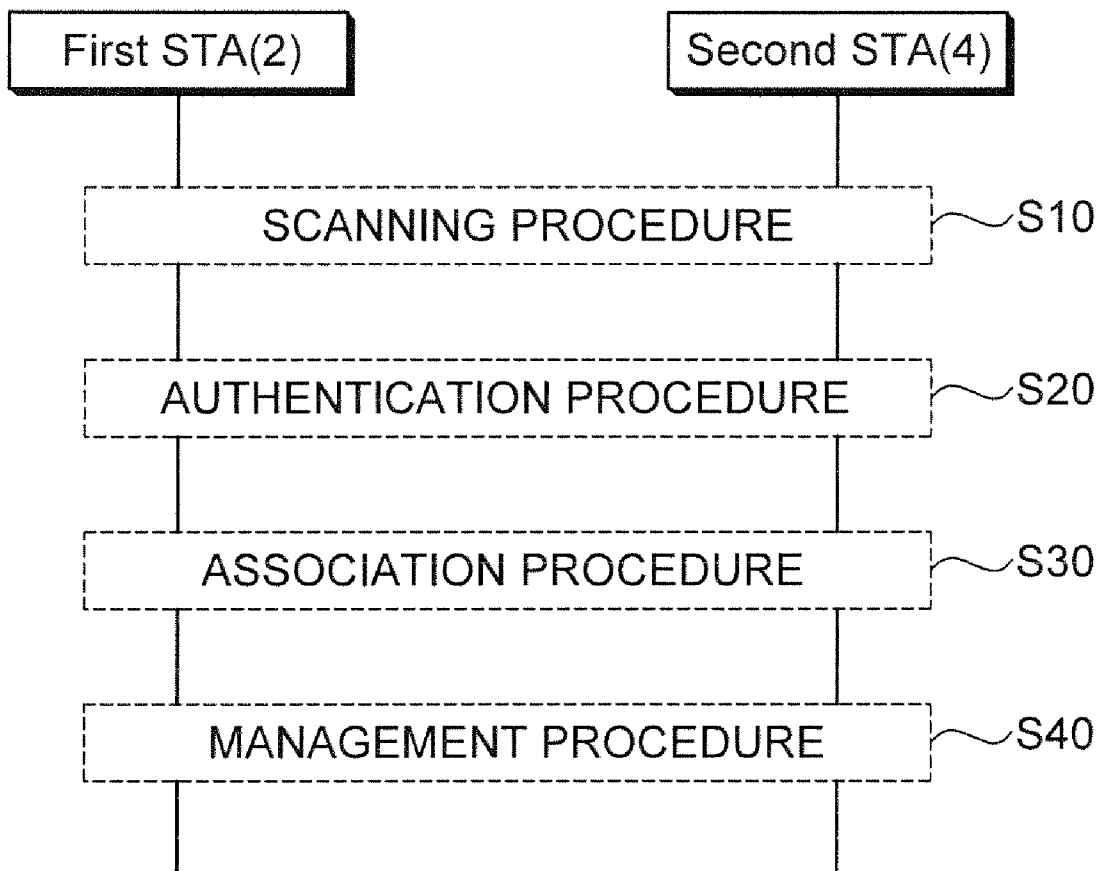 First STA(2)
Second STA(4)
SCANNING PROCEDURE
S10
AUTHENTICATION PROCEDURE
S20
ASSOCIATION PROCEDURE
S30
MANAGEMENT PROCEDURE
S40